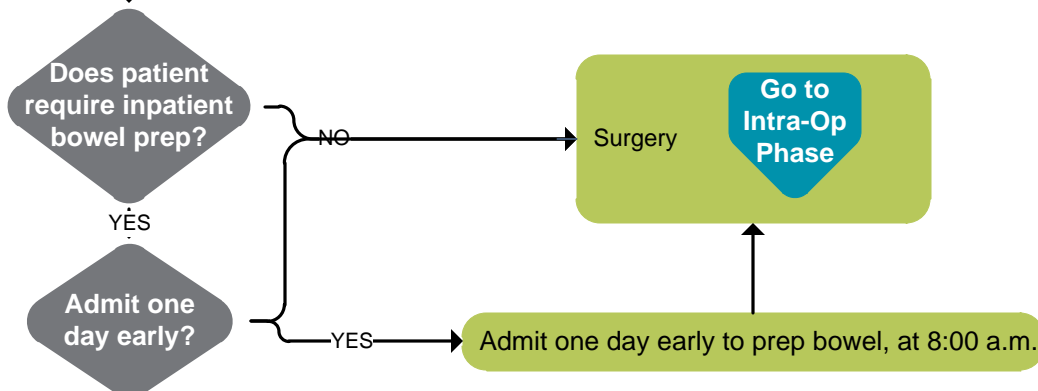 Does patient
require inpatient
bowel prep?
NO
Surgery
Go to
Intra-Op
Phase
YES
Admit one
day early?
YES
Admit one day early to prep bowel, at 8:00 a.m.